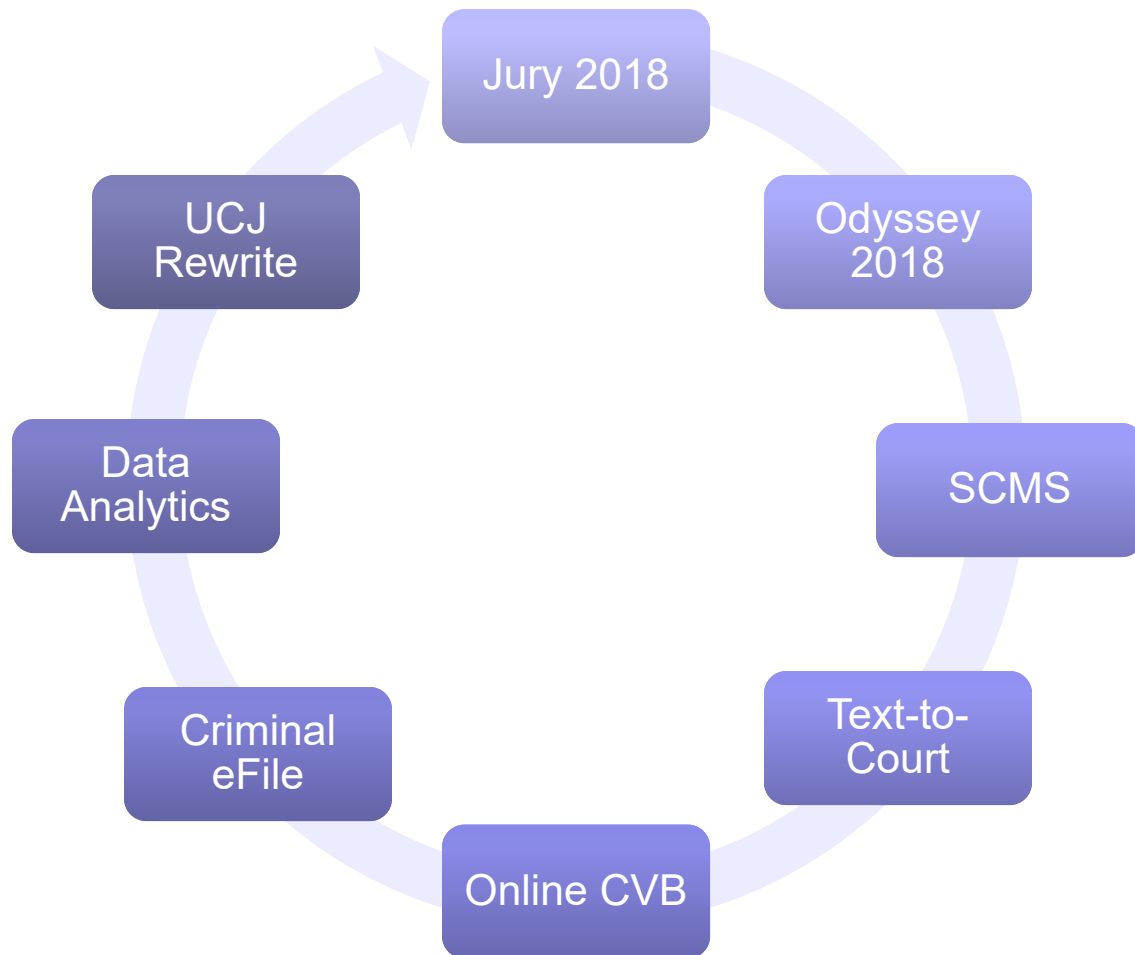 Jury 2018
Odyssey
2018
SCMS
Text-to-
Court
Online CVB
Criminal
eFile
Data
Analytics
UCJ
Rewrite